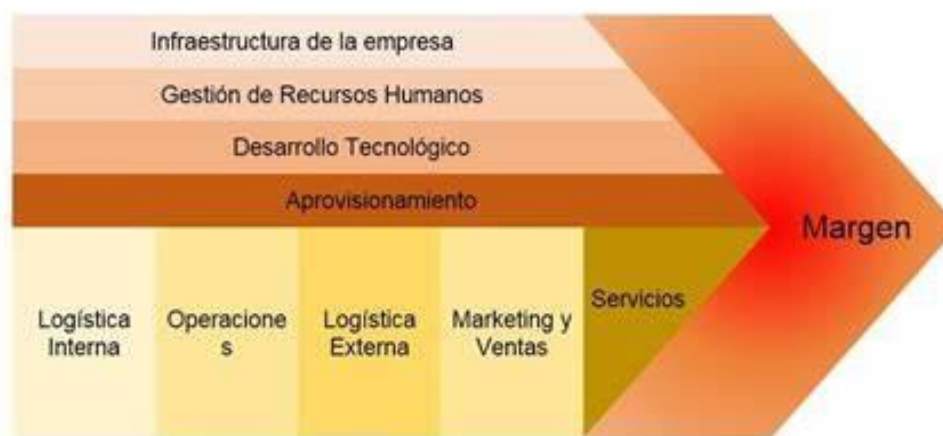 Infraestructura de la empresa
Gestión de Recursos Humanos
Desarrollo Tecnológico
Aprovisionamiento
Margen
Logística
Interna
Operacione
s
Logística
Externa
Marketing y
Ventas
Servicios